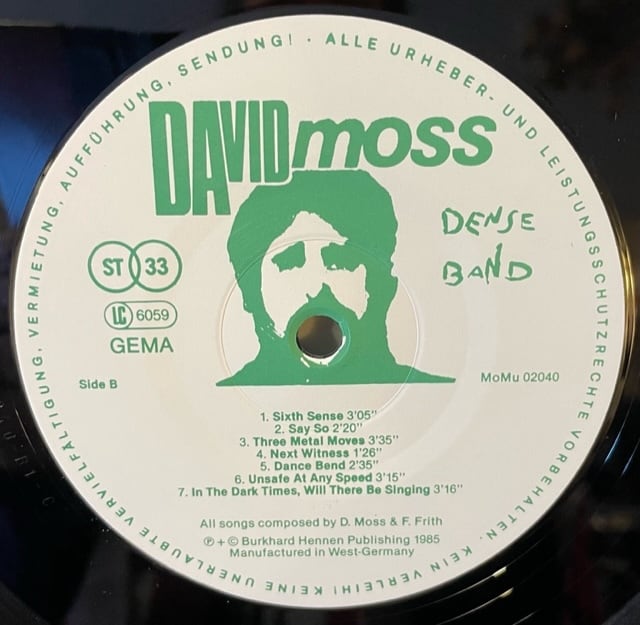 ALLE URHEBER- UND LEISTUNGSSCHUTZRECHTE VORBEHALTEN. KEIN VERLEIH! KEINE UNERLAUBTE VERVIELFÄLTIGUNG, VERMIETUNG, AUFFÜHRUNG, SENDUNG! ·
DAVID moss
DENSE
BAND
ST 33
LC 6059
GEMA
Side B
MoMu 02040
1. Sixth Sense 3'05"
2. Say So 2'20"
3. Three Metal Moves 3'35"
4. Next Witness 1'26"
5. Dance Bend 2'35"
6. Unsafe At Any Speed 3'15"
7. In The Dark Times, Will There Be Singing 3'16"
All songs composed by D. Moss & F. Frith
℗ + © Burkhard Hennen Publishing 1985
Manufactured in West-Germany